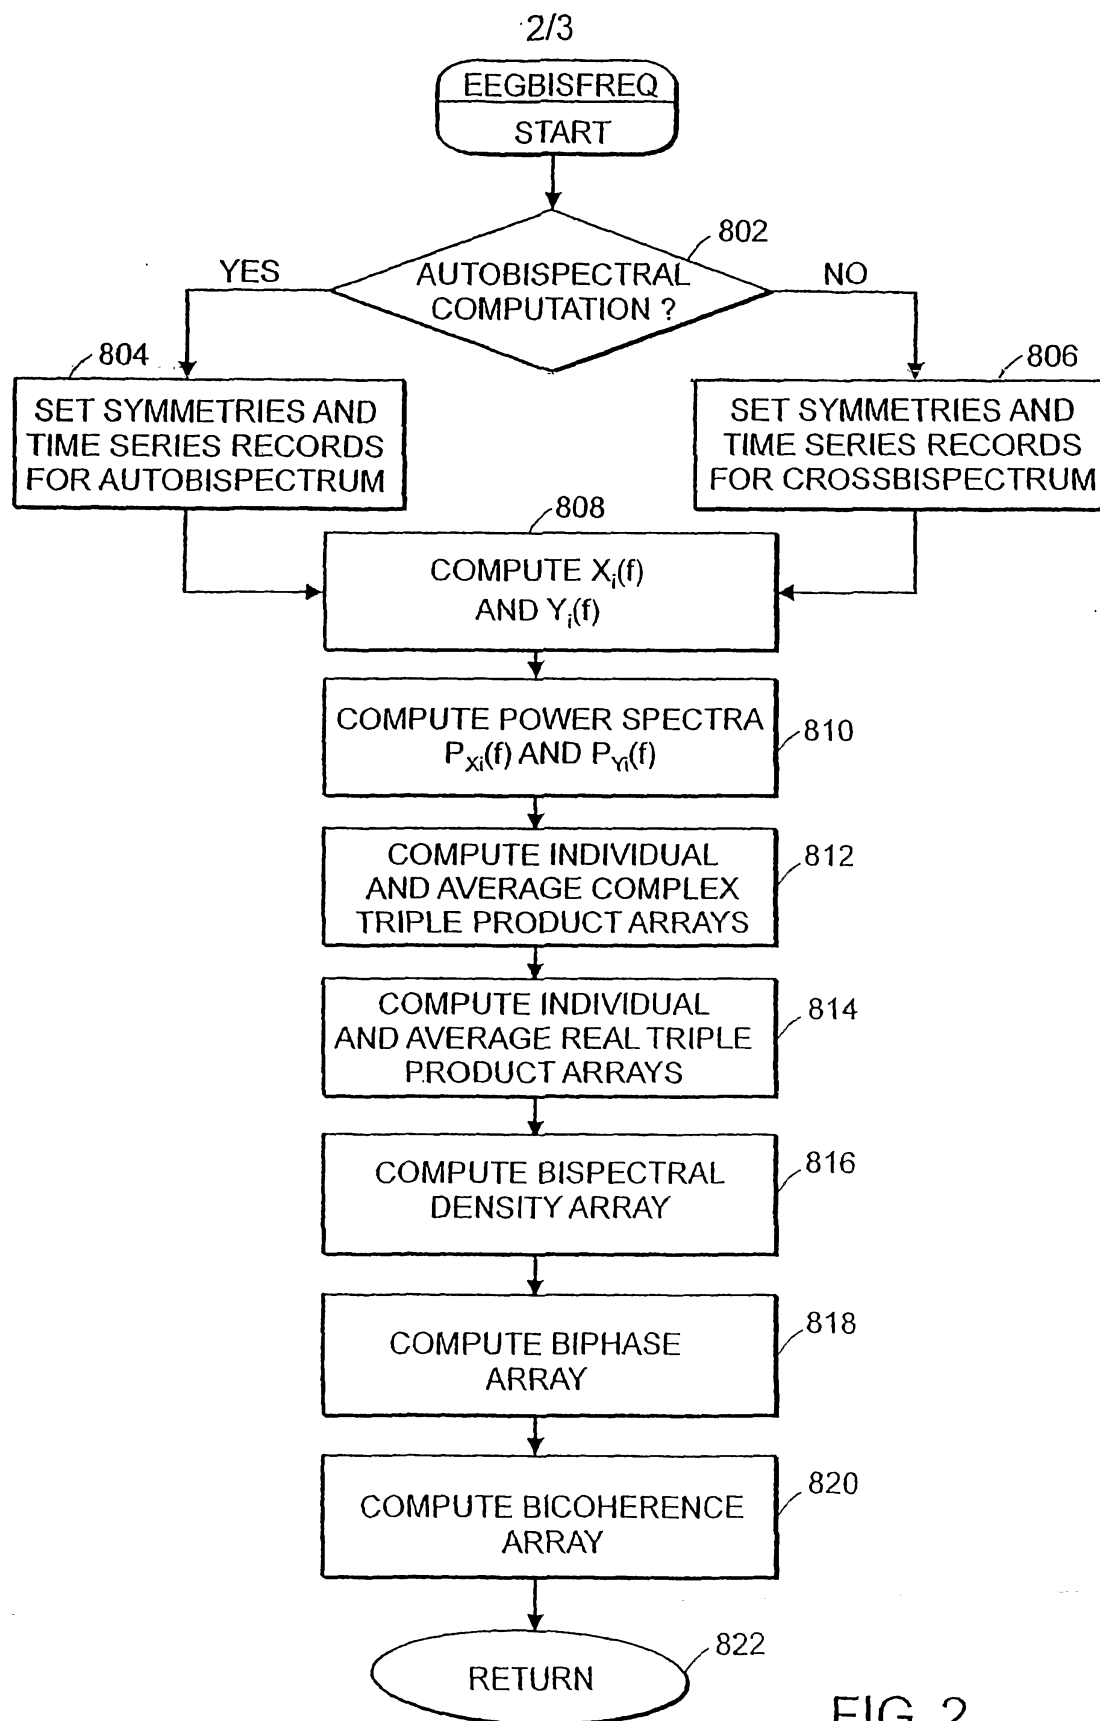 2/3
EEGBISFREQ
START
802
AUTOBISPECTRAL
COMPUTATION ?
YES
NO
804
806
SET SYMMETRIES AND
TIME SERIES RECORDS
FOR AUTOBISPECTRUM
SET SYMMETRIES AND
TIME SERIES RECORDS
FOR CROSSBISPECTRUM
808
COMPUTE Xi(f)
AND Yi(f)
COMPUTE POWER SPECTRA
PXi(f) AND PYi(f)
810
COMPUTE INDIVIDUAL
AND AVERAGE COMPLEX
TRIPLE PRODUCT ARRAYS
812
COMPUTE INDIVIDUAL
AND AVERAGE REAL TRIPLE
PRODUCT ARRAYS
814
COMPUTE BISPECTRAL
DENSITY ARRAY
816
COMPUTE BIPHASE
ARRAY
818
COMPUTE BICOHERENCE
ARRAY
820
RETURN
822
FIG. 2